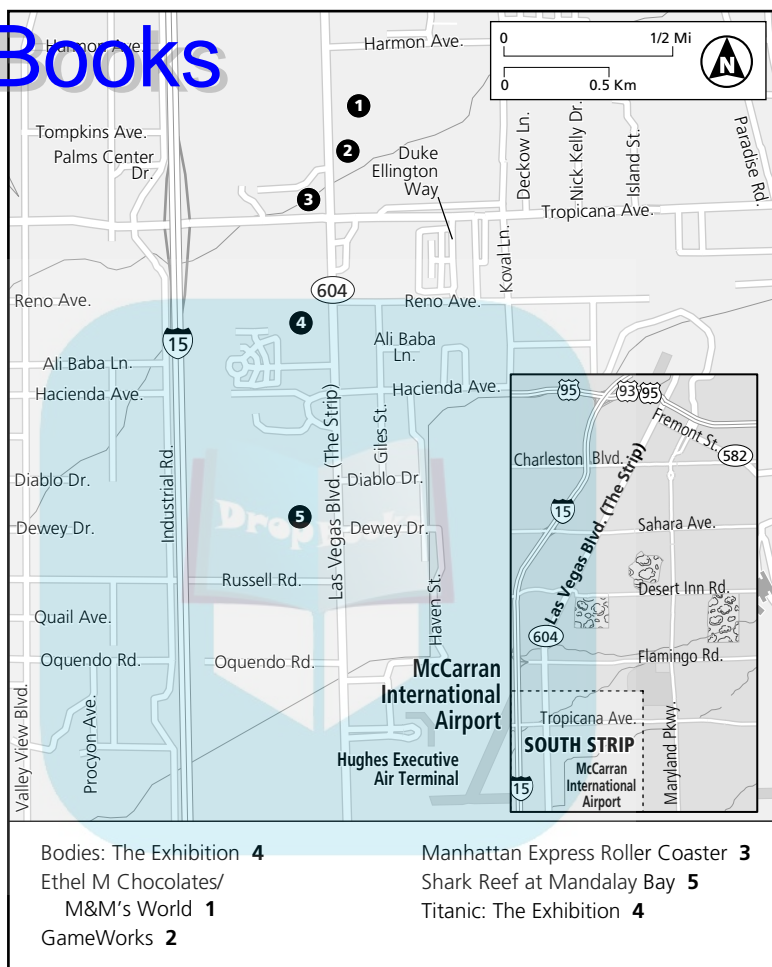 Books
Harmon Ave.
Harmon Ave.
0 1/2 Mi
0 0.5 Km
N
1
Tompkins Ave.
Palms Center
Dr.
2
Duke
Ellington
Way
Deckow Ln.
Nick Kelly Dr.
Island St.
Paradise Rd.
3
Tropicana Ave.
Koval Ln.
604
Reno Ave.
Reno Ave.
4
15
Ali Baba
Ln.
Ali Baba Ln.
Hacienda Ave.
Hacienda Ave.
Industrial Rd.
Las Vegas Blvd. (The Strip)
Giles St.
Diablo Dr.
Diablo Dr.
5
Dropbooks
Dewey Dr.
Dewey Dr.
Russell Rd.
Haven St.
Quail Ave.
Oquendo Rd.
Oquendo Rd.
Valley View Blvd.
Procyon Ave.
McCarran
International
Airport
Hughes Executive
Air Terminal
95
93
95
Fremont St.
582
Charleston Blvd.
15
Las Vegas Blvd. (The Strip)
Sahara Ave.
Desert Inn Rd.
604
Flamingo Rd.
Tropicana Ave.
SOUTH STRIP
McCarran
International
Airport
Maryland Pkwy.
15
Bodies: The Exhibition 4
Ethel M Chocolates/
M&M's World 1
GameWorks 2
Manhattan Express Roller Coaster 3
Shark Reef at Mandalay Bay 5
Titanic: The Exhibition 4